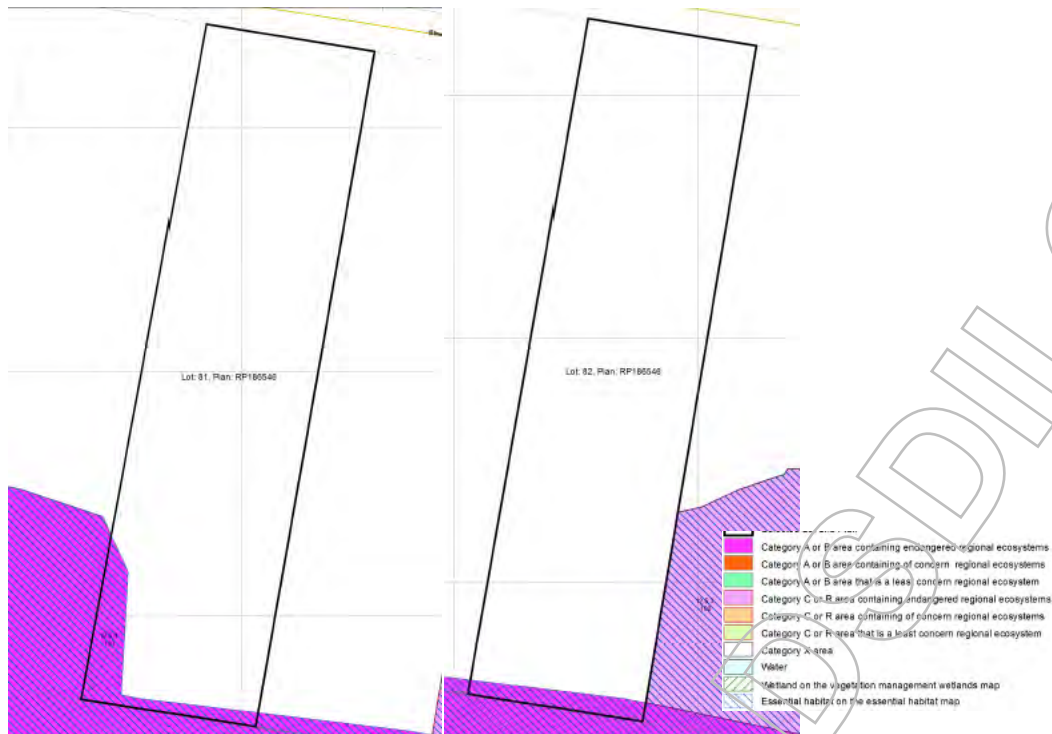 Lot: 81, Plan: RP186546
Lot: 82, Plan: RP186546
Category A or B area containing endangered regional ecosystems
Category A or B area containing of concern regional ecosystems
Category A or B area that is a least concern regional ecosystem
Category C or R area containing endangered regional ecosystems
Category C or R area containing of concern regional ecosystems
Category C or R area that is a least concern regional ecosystem
Category X area
Water
Wetland on the vegetation management wetlands map
Essential habitat on the essential habitat map